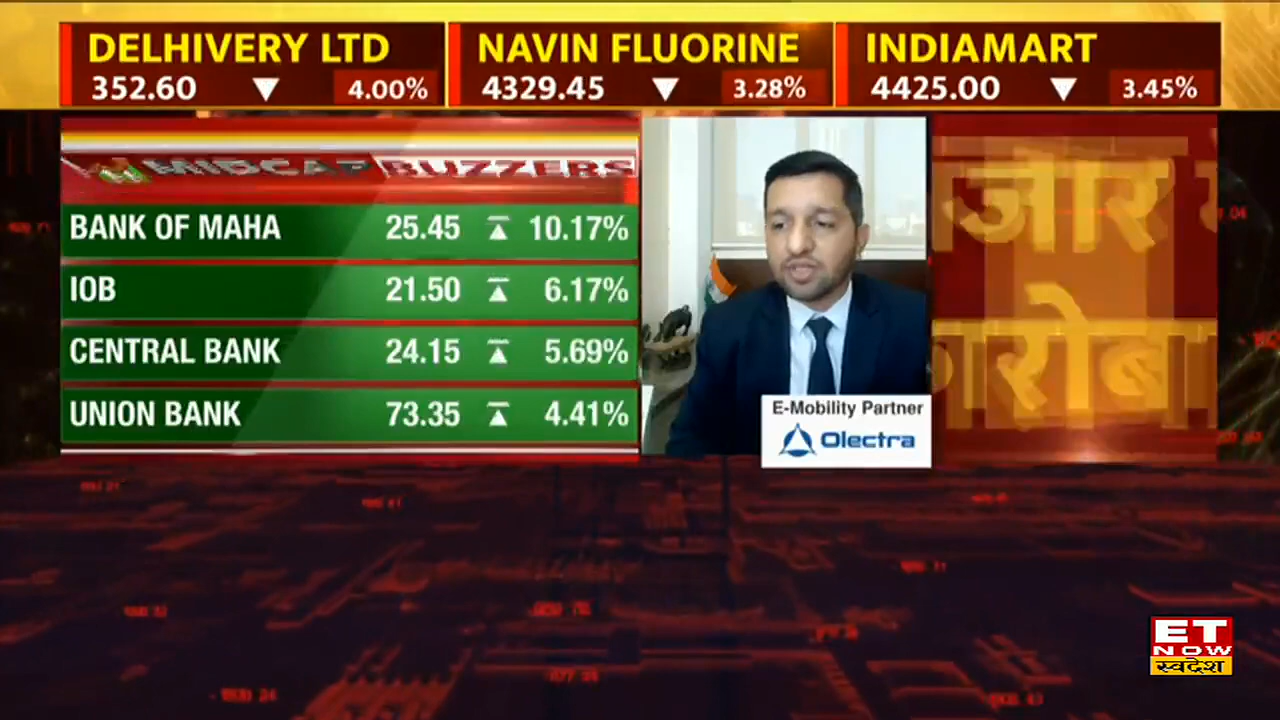 DELHIVERY LTD
352.60 ▼ 4.00%
NAVIN FLUORINE
4329.45 ▼ 3.28%
INDIAMART
4425.00 ▼ 3.45%
MIDCAP BUZZERS
BANK OF MAHA 25.45 ▲ 10.17%
IOB 21.50 ▲ 6.17%
CENTRAL BANK 24.15 ▲ 5.69%
UNION BANK 73.35 ▲ 4.41%
E-Mobility Partner
Olectra
ET
NOW
स्वदेश